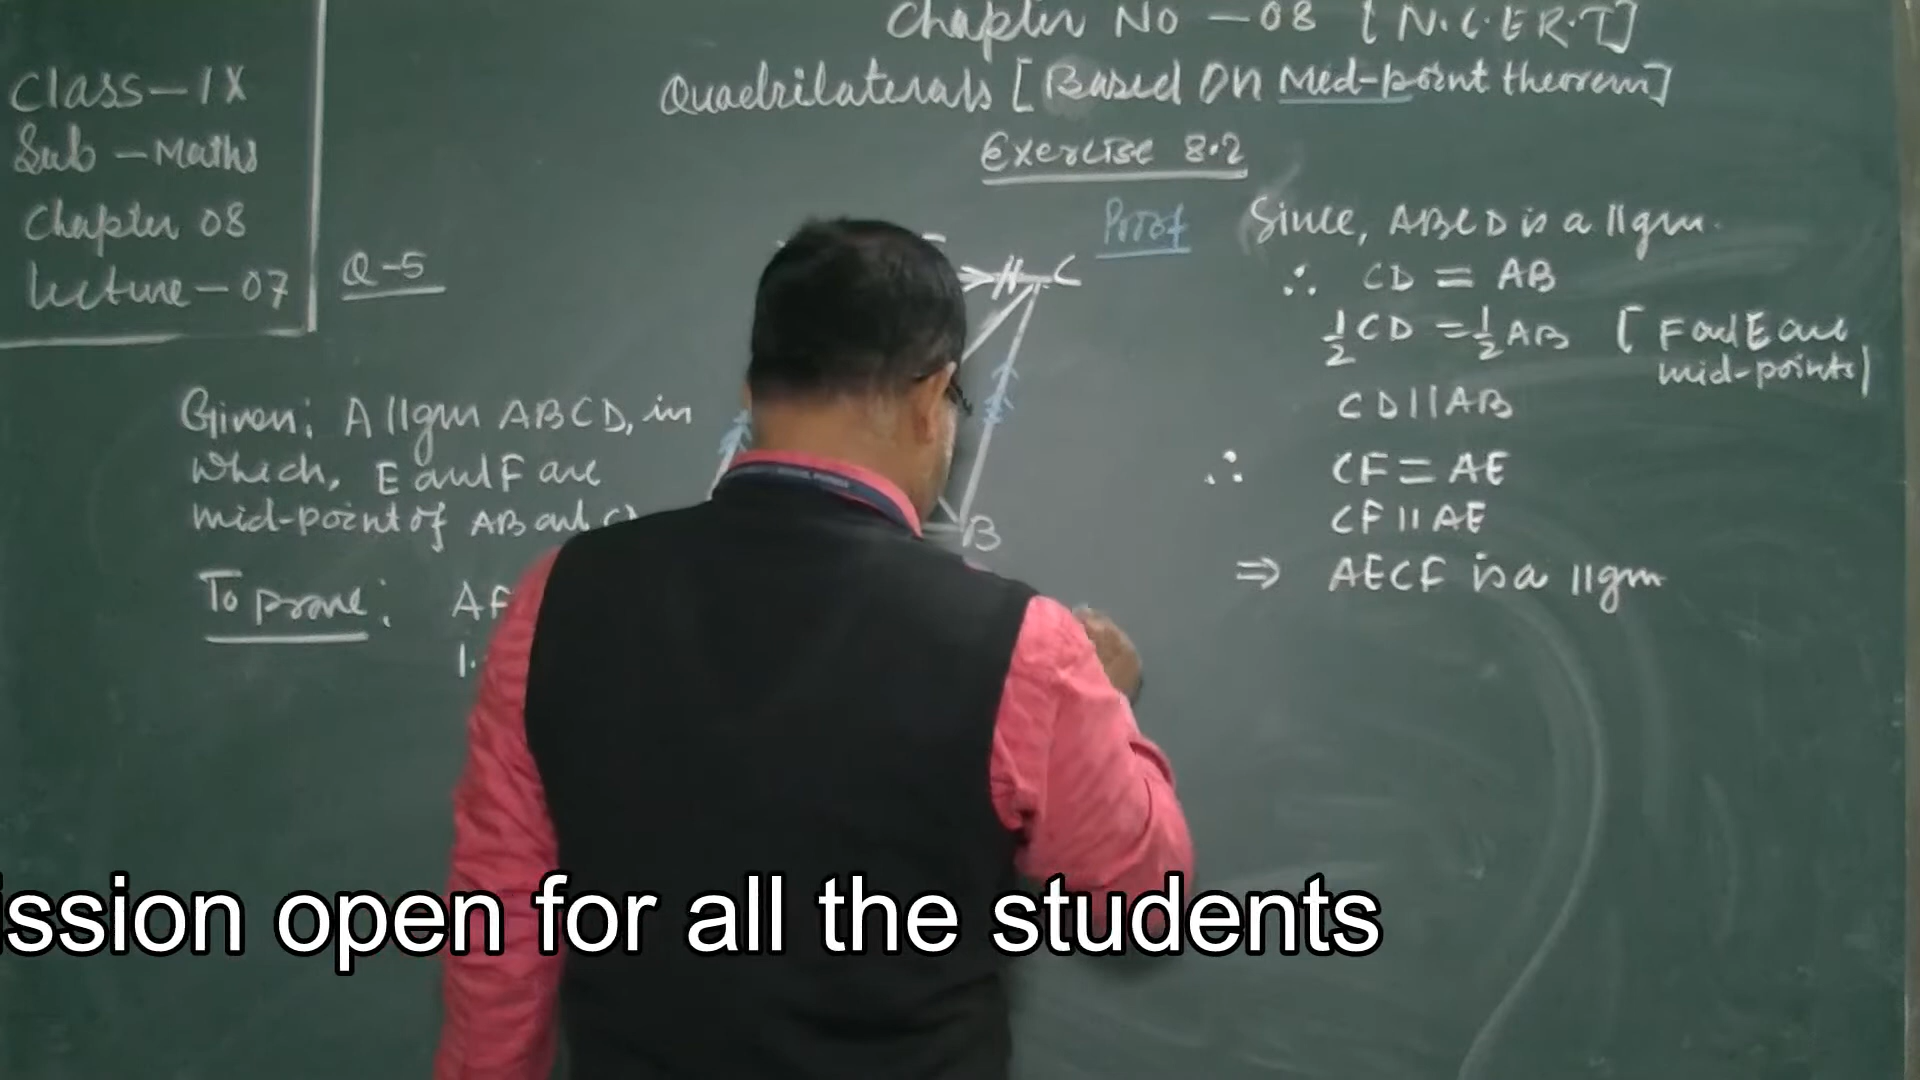 Chapter No - 08 [N.C.E.R.T]
Quadrilaterals [Based On Mid-point theorem]
Exercise 8.2
Class-IX
Sub - Maths
Chapter 08
Lecture-07
Q-5
Given: A ||gm ABCD, in
which, E and F are
mid-point of AB and
To prove:
C
B
Proof
Since, ABCD is a ||gm.
∴ CD = AB
½CD = ½AB [F and E are
mid-points]
CD||AB
∴ CF = AE
CF || AE
⇒ AECF is a ||gm
open for all the students